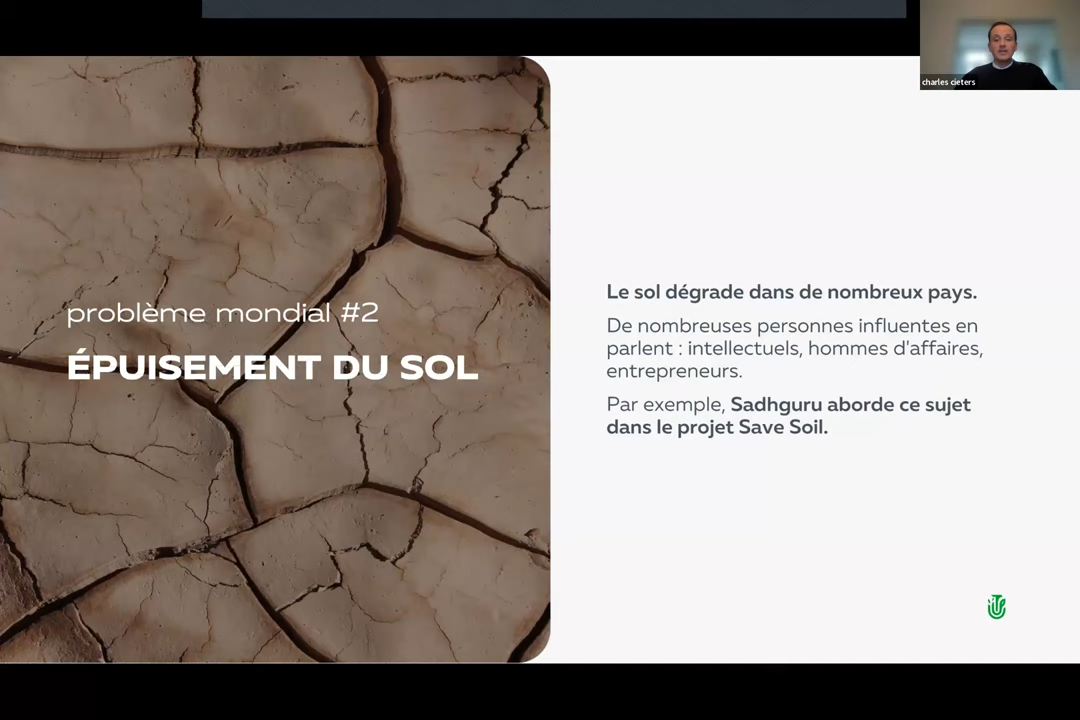 charles cieters
problème mondial #2
ÉPUISEMENT DU SOL
Le sol dégrade dans de nombreux pays.
De nombreuses personnes influentes en
parlent : intellectuels, hommes d'affaires,
entrepreneurs.
Par exemple, Sadhguru aborde ce sujet
dans le projet Save Soil.